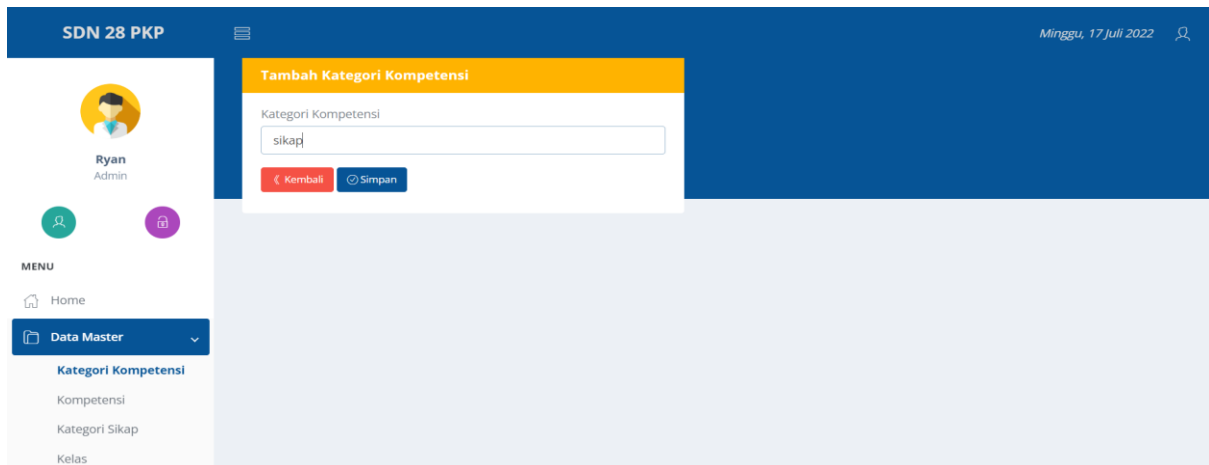 SDN 28 PKP
Minggu, 17 Juli 2022
Tambah Kategori Kompetensi
Kategori Kompetensi
sikap
Kembali Simpan
Ryan
Admin
MENU
Home
Data Master
Kategori Kompetensi
Kompetensi
Kategori Sikap
Kelas